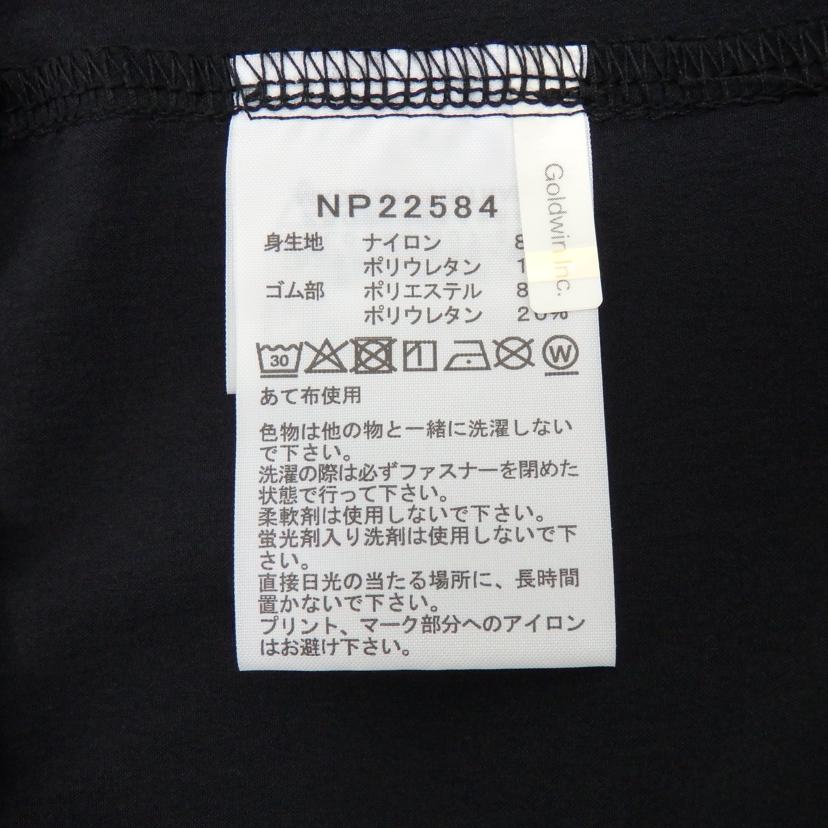 NP22584
身生地 ナイロン 8
ポリウレタン 1
ゴム部 ポリエステル 8
ポリウレタン 20%
Goldwin Inc.
30 W
あて布使用
色物は他の物と一緒に洗濯しない
で下さい。
洗濯の際は必ずファスナーを閉めた
状態で行って下さい。
柔軟剤は使用しないで下さい。
蛍光剤入り洗剤は使用しないで下
さい。
直接日光の当たる場所に、長時間
置かないで下さい。
プリント、マーク部分へのアイロン
はお避け下さい。